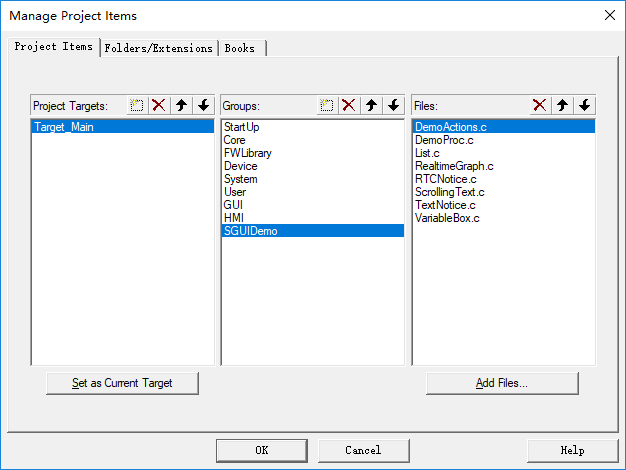 Manage Project Items
Project Items Folders/Extensions Books
Project Targets: Groups: Files:
Target_Main
StartUp
Core
FWLibrary
Device
System
User
GUI
HMI
SGUIDemo
DemoActions.c
DemoProc.c
List.c
RealtimeGraph.c
RTCNotice.c
ScrollingText.c
TextNotice.c
VariableBox.c
Set as Current Target Add Files...
OK Cancel Help